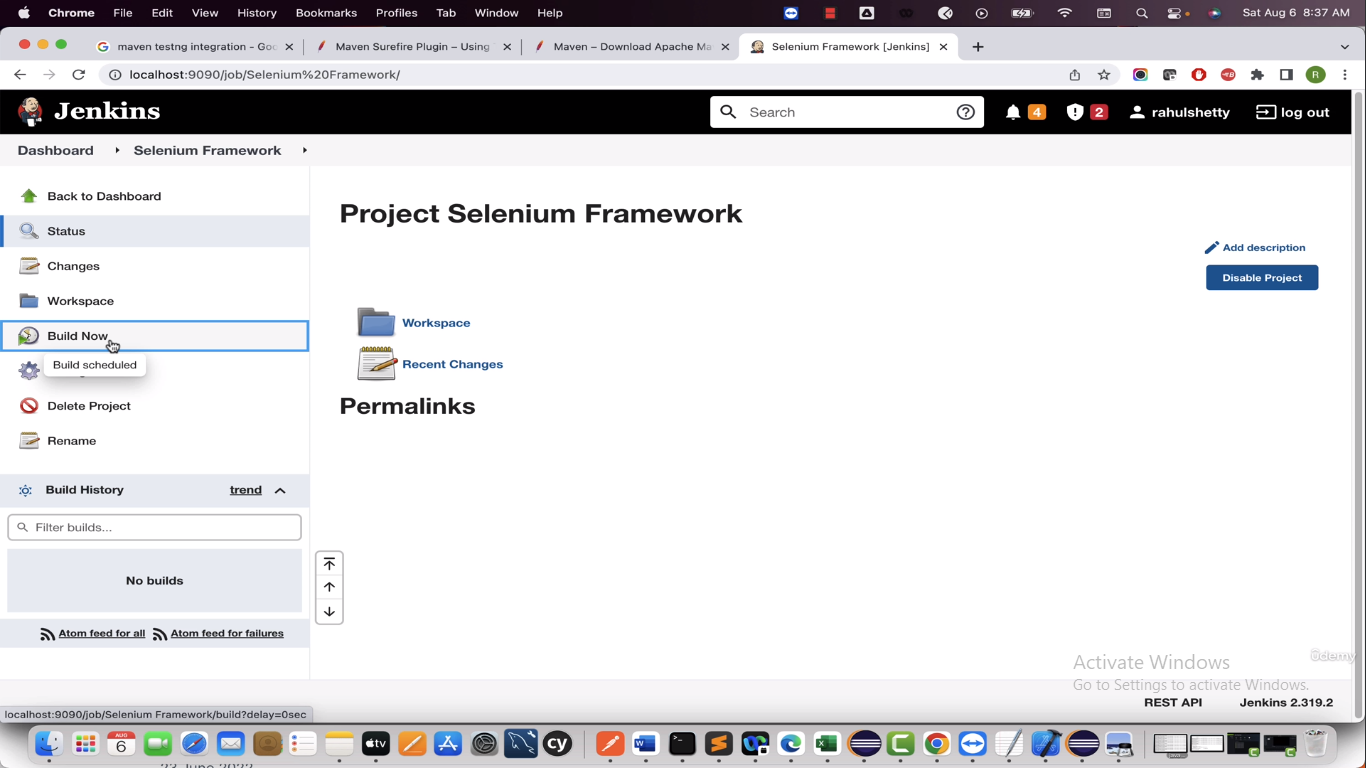 Chrome File Edit View History Bookmarks Profiles Tab Window Help Sat Aug 6 8:37 AM
maven testng integration - Goo
Maven Surefire Plugin – Using
Maven – Download Apache Ma
Selenium Framework [Jenkins]
localhost:9090/job/Selenium%20Framework/
R
Jenkins
Search
4
2
rahulshetty
log out
Dashboard
Selenium Framework
Back to Dashboard
Status
Changes
Workspace
Build Now
Build scheduled
Delete Project
Rename
Build History
trend
Filter builds...
No builds
Atom feed for all
Atom feed for failures
Project Selenium Framework
Add description
Disable Project
Workspace
Recent Changes
Permalinks
Activate Windows
Go to Settings to activate Windows.
ûdemy
REST API
Jenkins 2.319.2
localhost:9090/job/Selenium Framework/build?delay=0sec
AUG
6
tv
cy